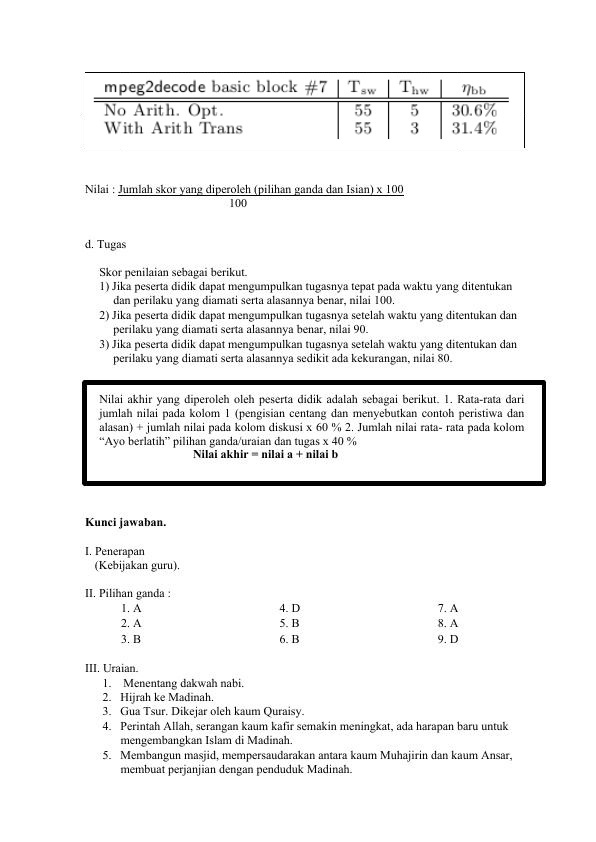 mpeg2decode basic block #7 | Tsw | Thw | ηbb
No Arith. Opt. | 55 | 5 | 30.6%
With Arith Trans | 55 | 3 | 31.4%
Nilai : Jumlah skor yang diperoleh (pilihan ganda dan Isian) x 100
100
d. Tugas
Skor penilaian sebagai berikut.
1) Jika peserta didik dapat mengumpulkan tugasnya tepat pada waktu yang ditentukan
dan perilaku yang diamati serta alasannya benar, nilai 100.
2) Jika peserta didik dapat mengumpulkan tugasnya setelah waktu yang ditentukan dan
perilaku yang diamati serta alasannya benar, nilai 90.
3) Jika peserta didik dapat mengumpulkan tugasnya setelah waktu yang ditentukan dan
perilaku yang diamati serta alasannya sedikit ada kekurangan, nilai 80.
Nilai akhir yang diperoleh oleh peserta didik adalah sebagai berikut. 1. Rata-rata dari
jumlah nilai pada kolom 1 (pengisian centang dan menyebutkan contoh peristiwa dan
alasan) + jumlah nilai pada kolom diskusi x 60 % 2. Jumlah nilai rata- rata pada kolom
“Ayo berlatih” pilihan ganda/uraian dan tugas x 40 %
Nilai akhir = nilai a + nilai b
Kunci jawaban.
I. Penerapan
(Kebijakan guru).
II. Pilihan ganda :
1. A 4. D 7. A
2. A 5. B 8. A
3. B 6. B 9. D
III. Uraian.
1. Menentang dakwah nabi.
2. Hijrah ke Madinah.
3. Gua Tsur. Dikejar oleh kaum Quraisy.
4. Perintah Allah, serangan kaum kafir semakin meningkat, ada harapan baru untuk
mengembangkan Islam di Madinah.
5. Membangun masjid, mempersaudarakan antara kaum Muhajirin dan kaum Ansar,
membuat perjanjian dengan penduduk Madinah.